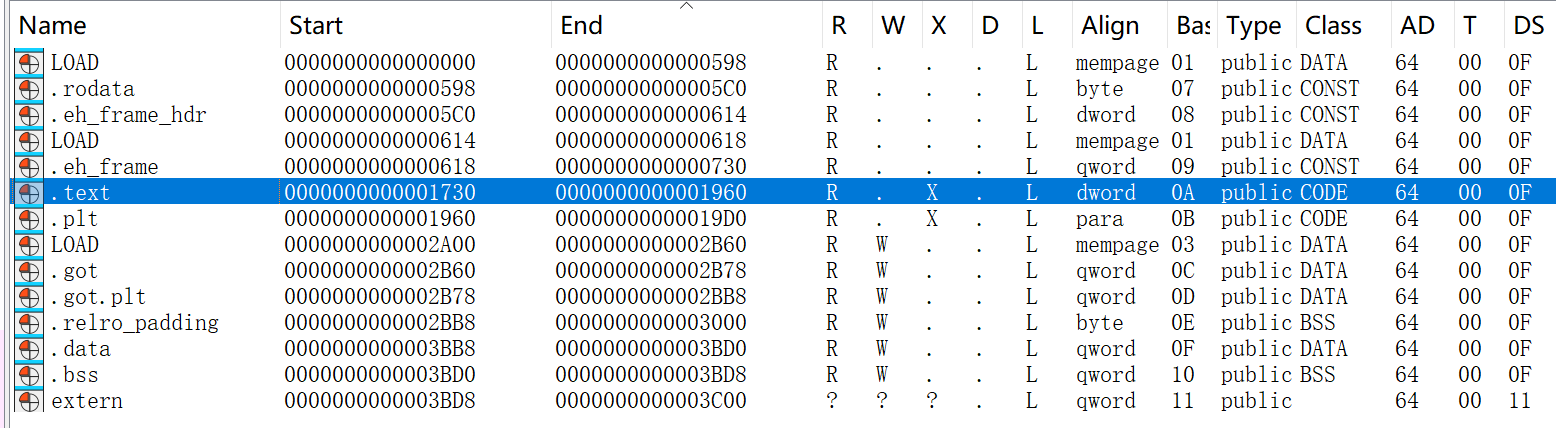 Name Start End R W X D L Align Bas Type Class AD T DS
LOAD 0000000000000000 0000000000000598 R . . . L mempage 01 public DATA 64 00 0F
.rodata 0000000000000598 00000000000005C0 R . . . L byte 07 public CONST 64 00 0F
.eh_frame_hdr 00000000000005C0 0000000000000614 R . . . L dword 08 public CONST 64 00 0F
LOAD 0000000000000614 0000000000000618 R . . . L mempage 01 public DATA 64 00 0F
.eh_frame 0000000000000618 0000000000000730 R . . . L qword 09 public CONST 64 00 0F
.text 0000000000001730 0000000000001960 R . X . L dword 0A public CODE 64 00 0F
.plt 0000000000001960 00000000000019D0 R . X . L para 0B public CODE 64 00 0F
LOAD 0000000000002A00 0000000000002B60 R W . . L mempage 03 public DATA 64 00 0F
.got 0000000000002B60 0000000000002B78 R W . . L qword 0C public DATA 64 00 0F
.got.plt 0000000000002B78 0000000000002BB8 R W . . L qword 0D public DATA 64 00 0F
.relro_padding 0000000000002BB8 0000000000003000 R W . . L byte 0E public BSS 64 00 0F
.data 0000000000003BB8 0000000000003BD0 R W . . L qword 0F public DATA 64 00 0F
.bss 0000000000003BD0 0000000000003BD8 R W . . L qword 10 public BSS 64 00 0F
extern 0000000000003BD8 0000000000003C00 ? ? ? . L qword 11 public 64 00 11